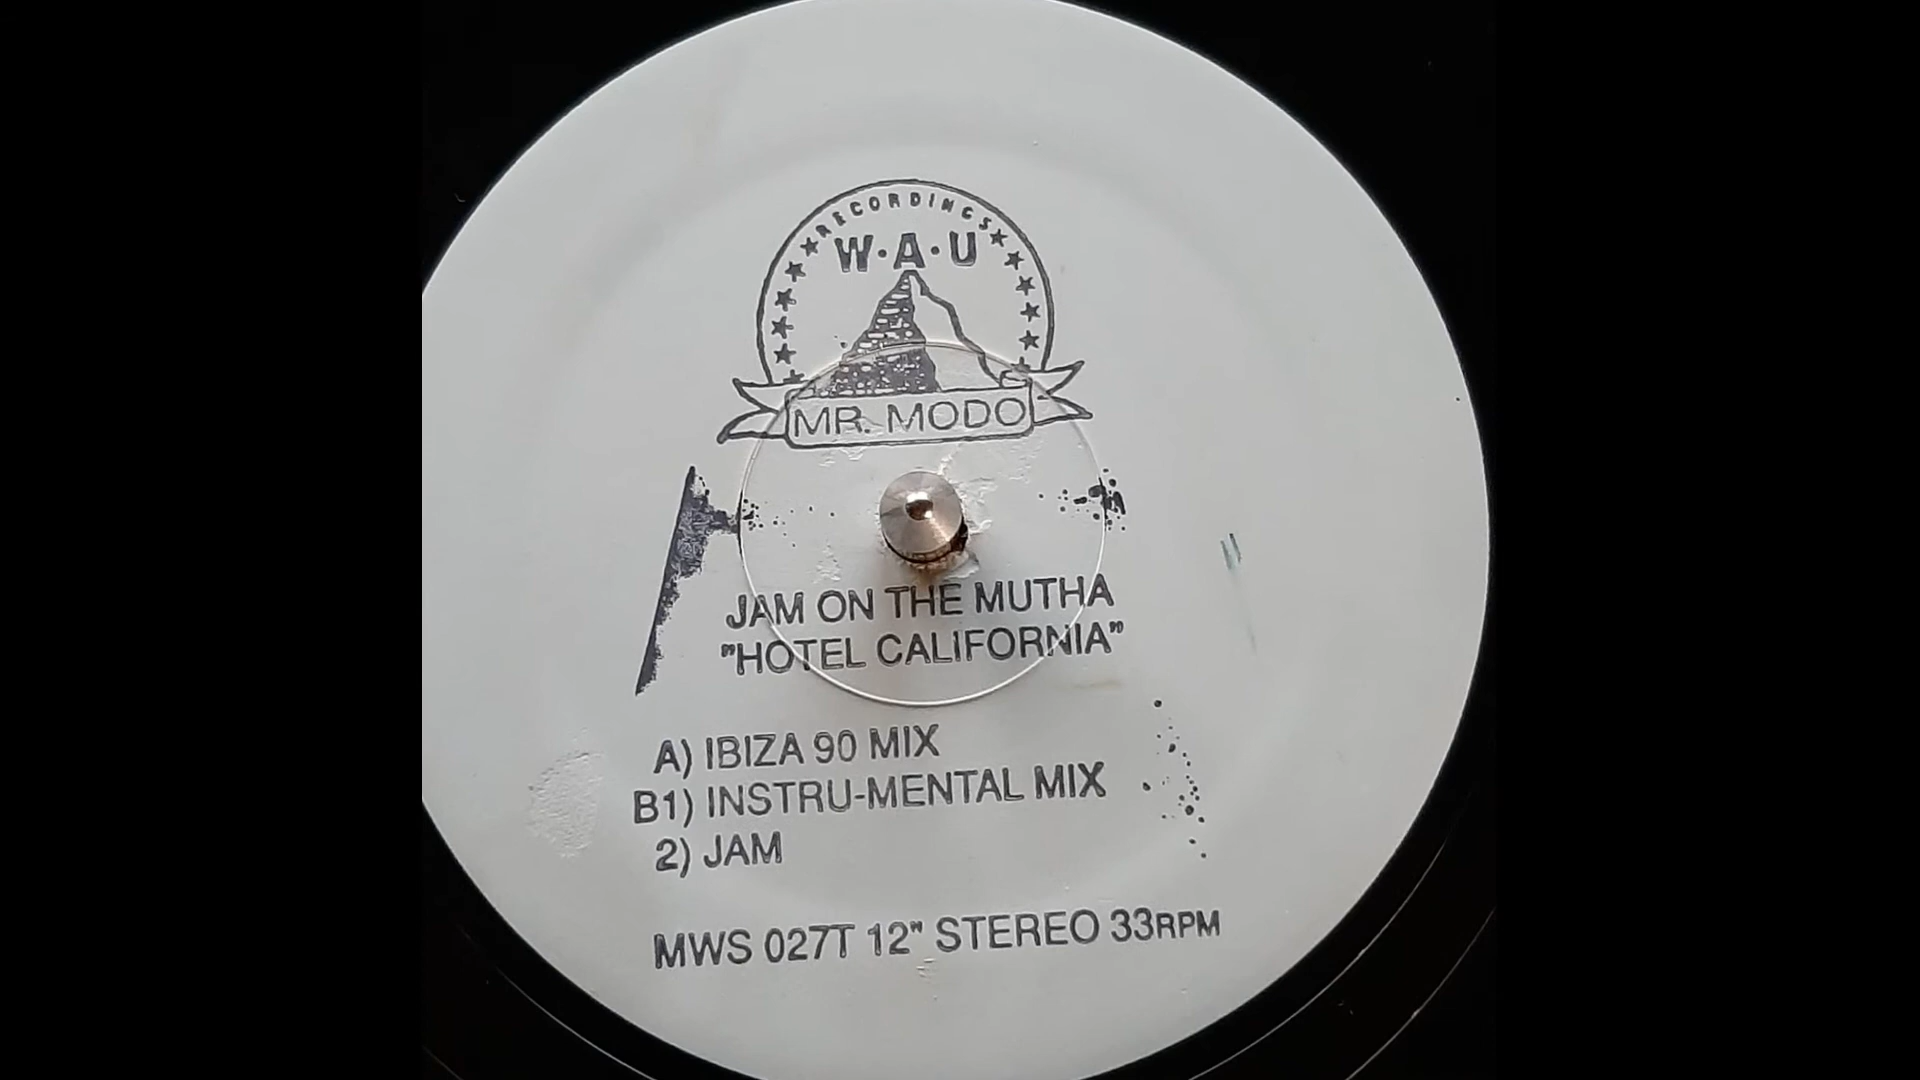 RECORDINGS
W·A·U
MR. MODO
A
JAM ON THE MUTHA
"HOTEL CALIFORNIA"
A) IBIZA 90 MIX
B1) INSTRU-MENTAL MIX
2) JAM
MWS 027T 12" STEREO 33RPM